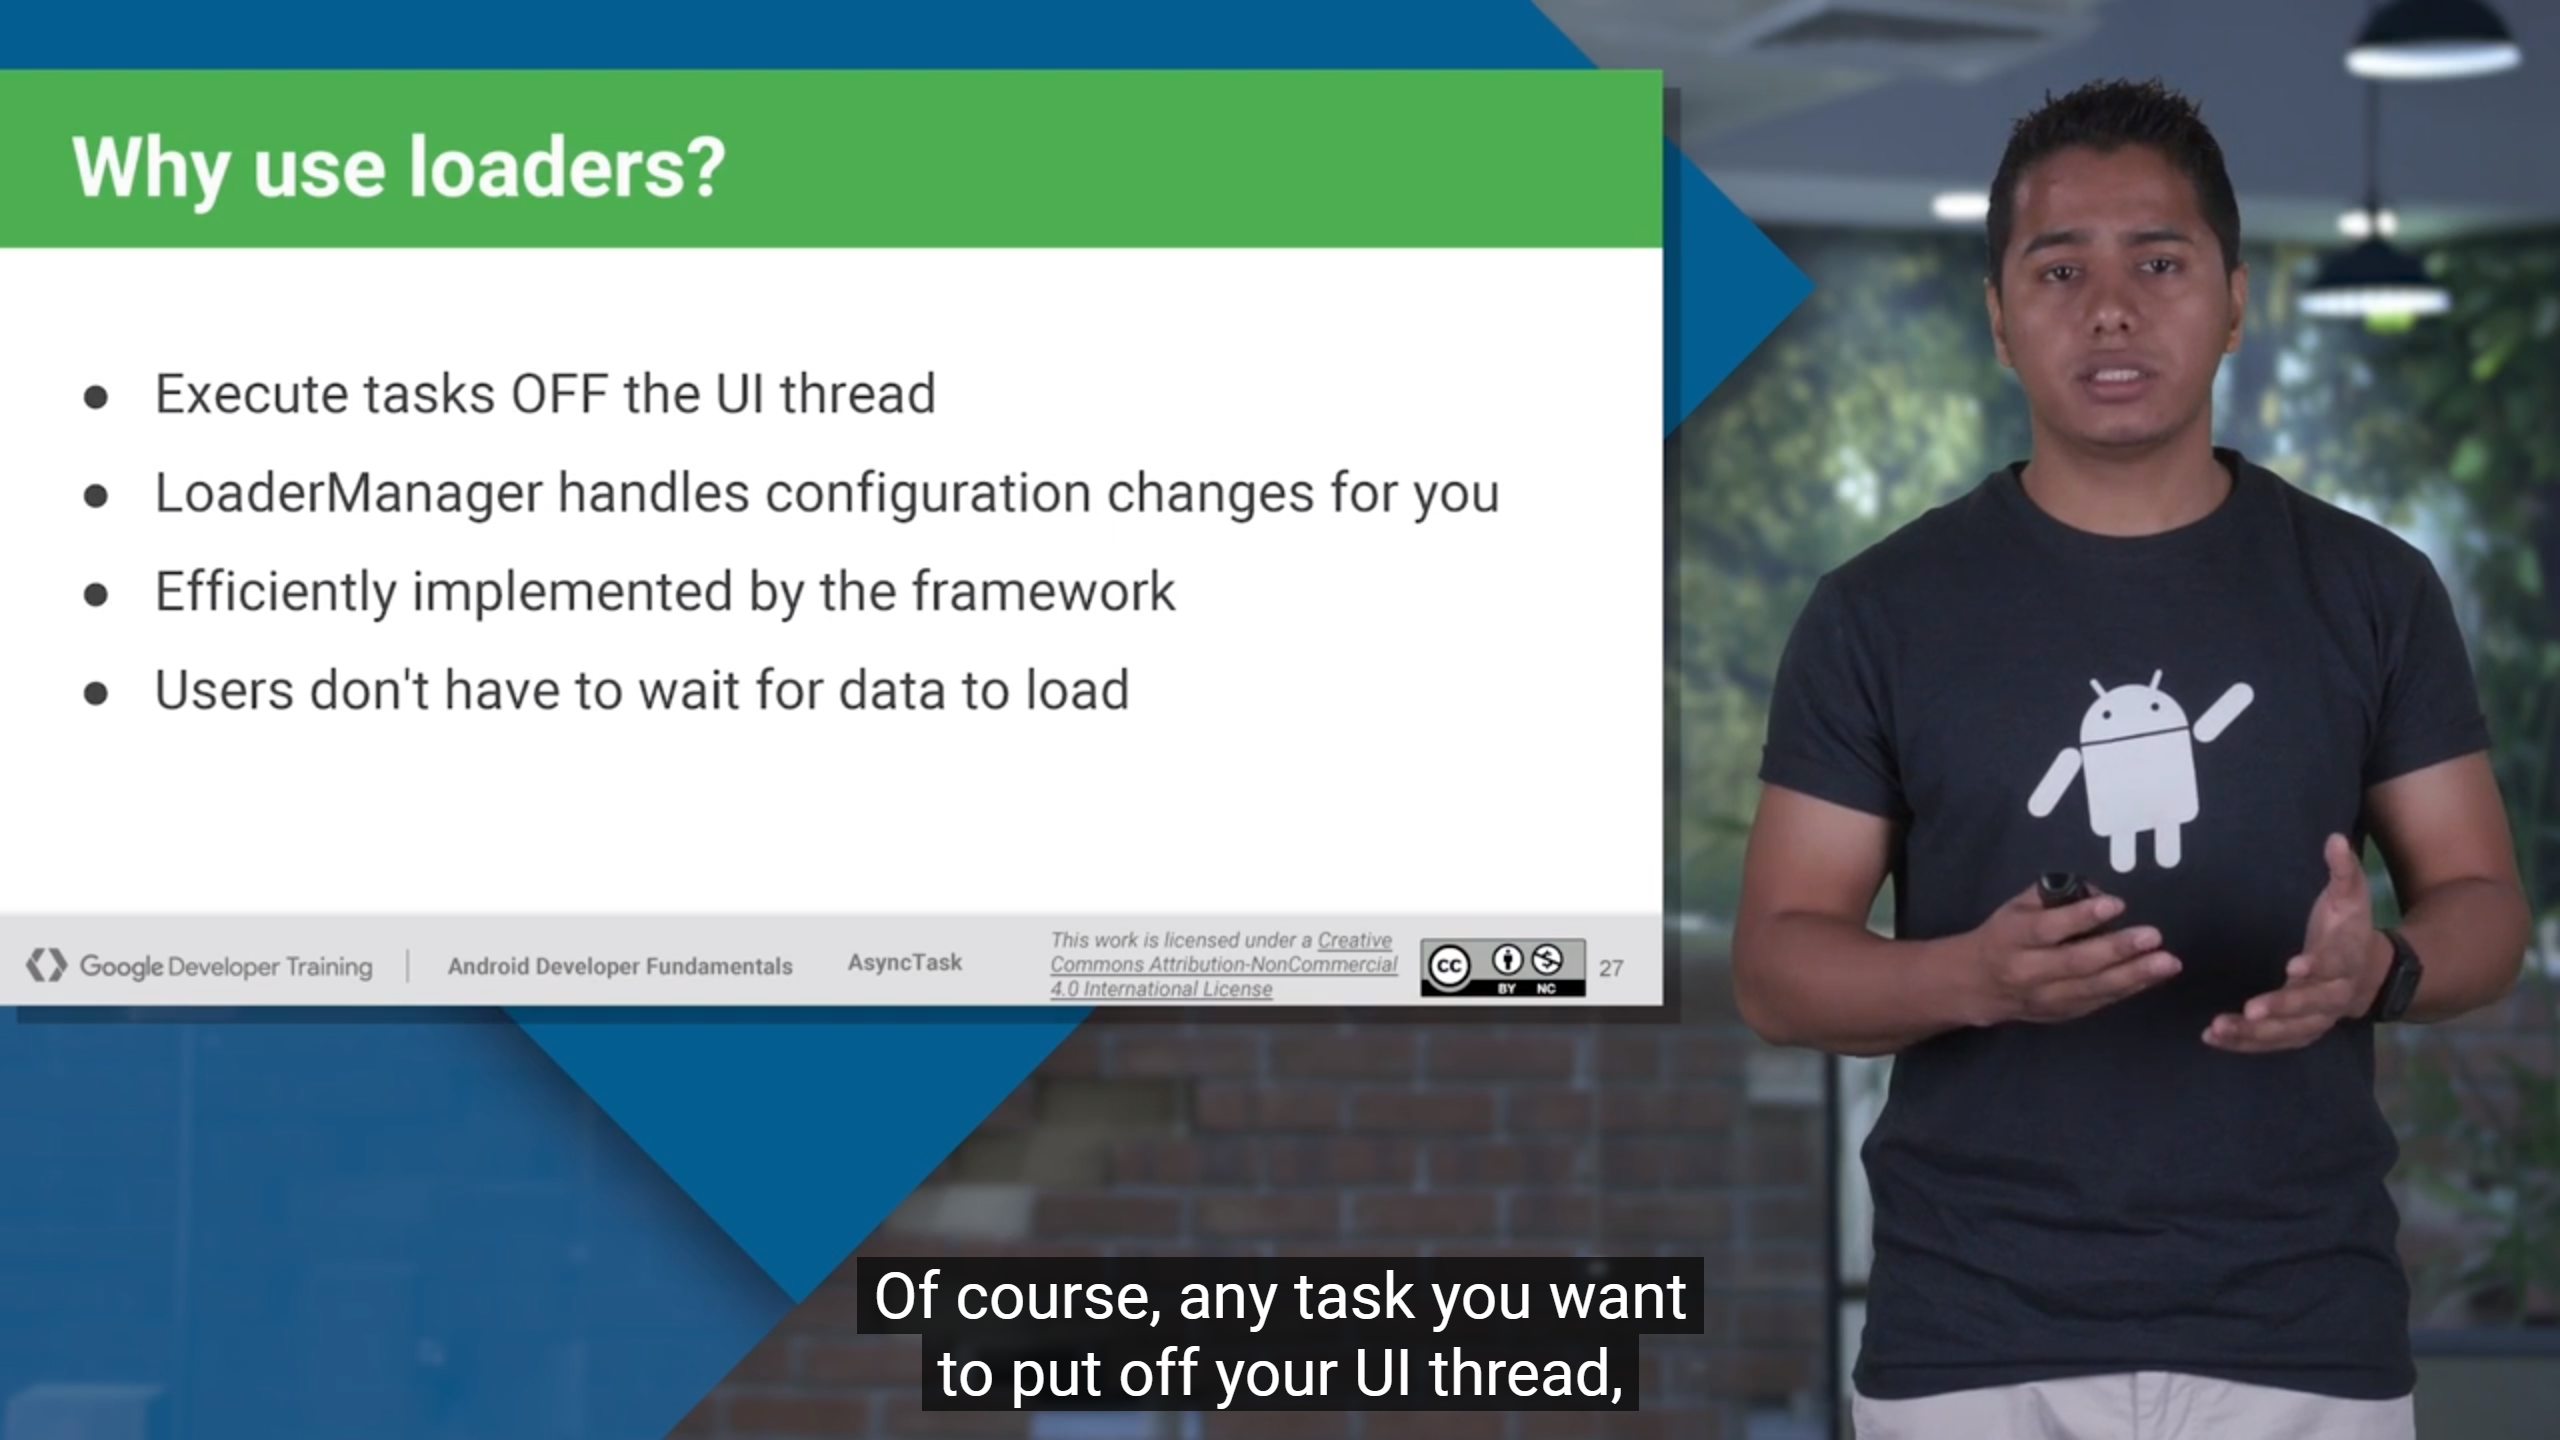 Why use loaders?
● Execute tasks OFF the UI thread
● LoaderManager handles configuration changes for you
● Efficiently implemented by the framework
● Users don't have to wait for data to load
Google Developer Training
Android Developer Fundamentals
AsyncTask
This work is licensed under a Creative
Commons Attribution-NonCommercial
4.0 International License
cc
BY NC
27
Of course, any task you want
to put off your UI thread,